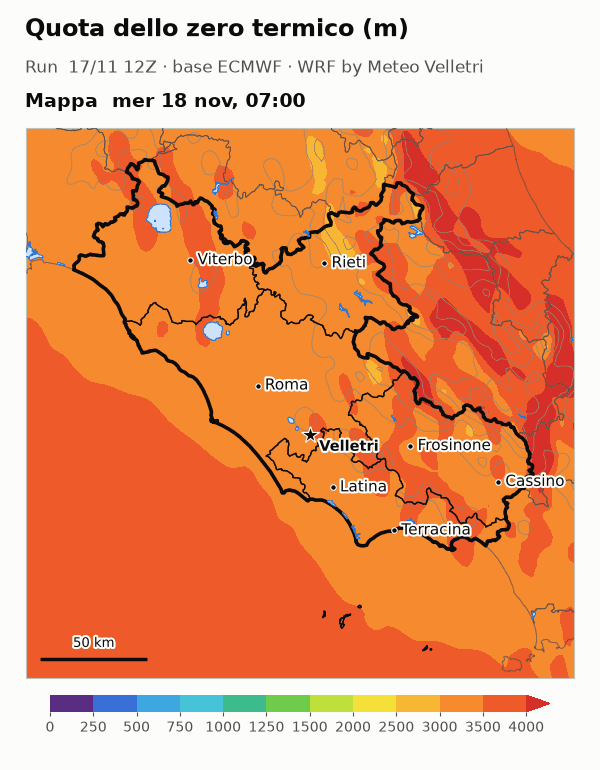 Quota dello zero termico (m)
Run  17/11 12Z · base ECMWF · WRF by Meteo Velletri
Mappa  mer 18 nov, 07:00
Viterbo
Rieti
Roma
Velletri
Frosinone
Latina
Cassino
Terracina
50 km
0 250 500 750 1000 1250 1500 2000 2500 3000 3500 4000